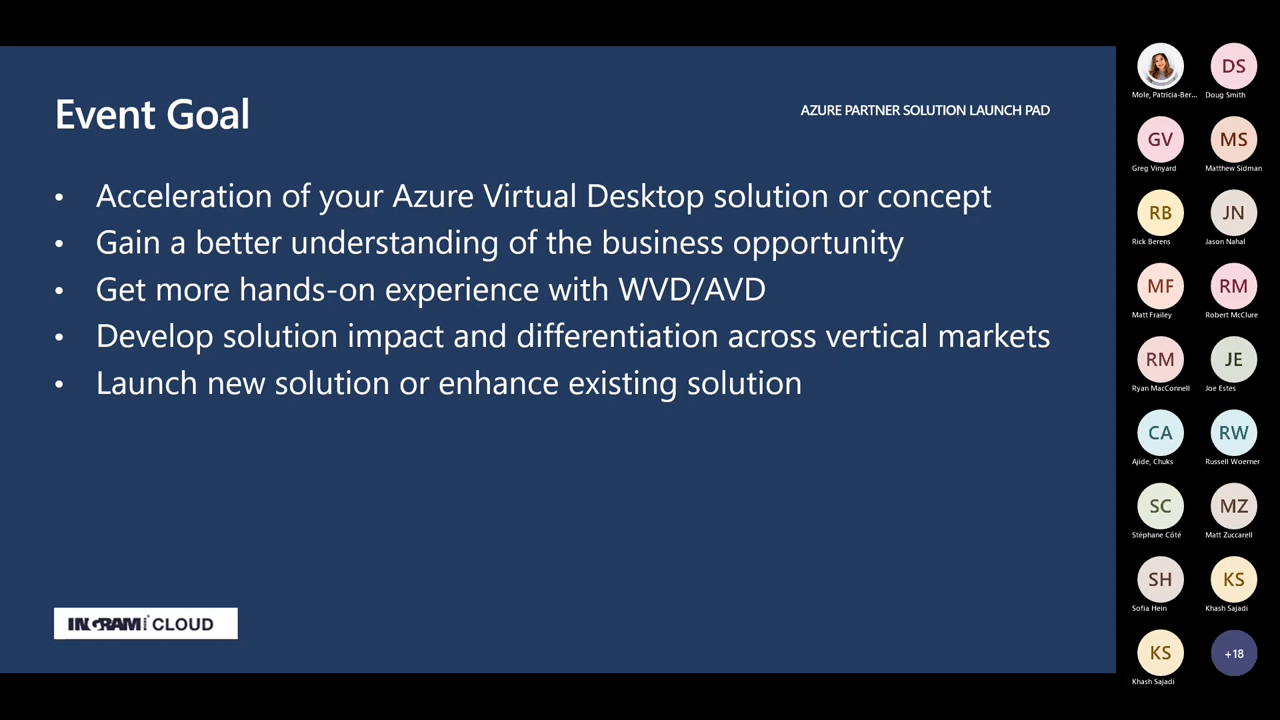 Event Goal
AZURE PARTNER SOLUTION LAUNCH PAD
• Acceleration of your Azure Virtual Desktop solution or concept
• Gain a better understanding of the business opportunity
• Get more hands-on experience with WVD/AVD
• Develop solution impact and differentiation across vertical markets
• Launch new solution or enhance existing solution
INGRAM MICRO CLOUD
Mole, Patricia-Ber...
DS
Doug Smith
GV
Greg Vinyard
MS
Matthew Sidman
RB
Rick Berens
JN
Jason Nahal
MF
Matt Frailey
RM
Robert McClure
RM
Ryan MacConnell
JE
Joe Estes
CA
Ajide, Chuks
RW
Russell Woerner
SC
Stéphane Côté
MZ
Matt Zuccarell
SH
Sofia Hein
KS
Khash Sajadi
KS
Khash Sajadi
+18